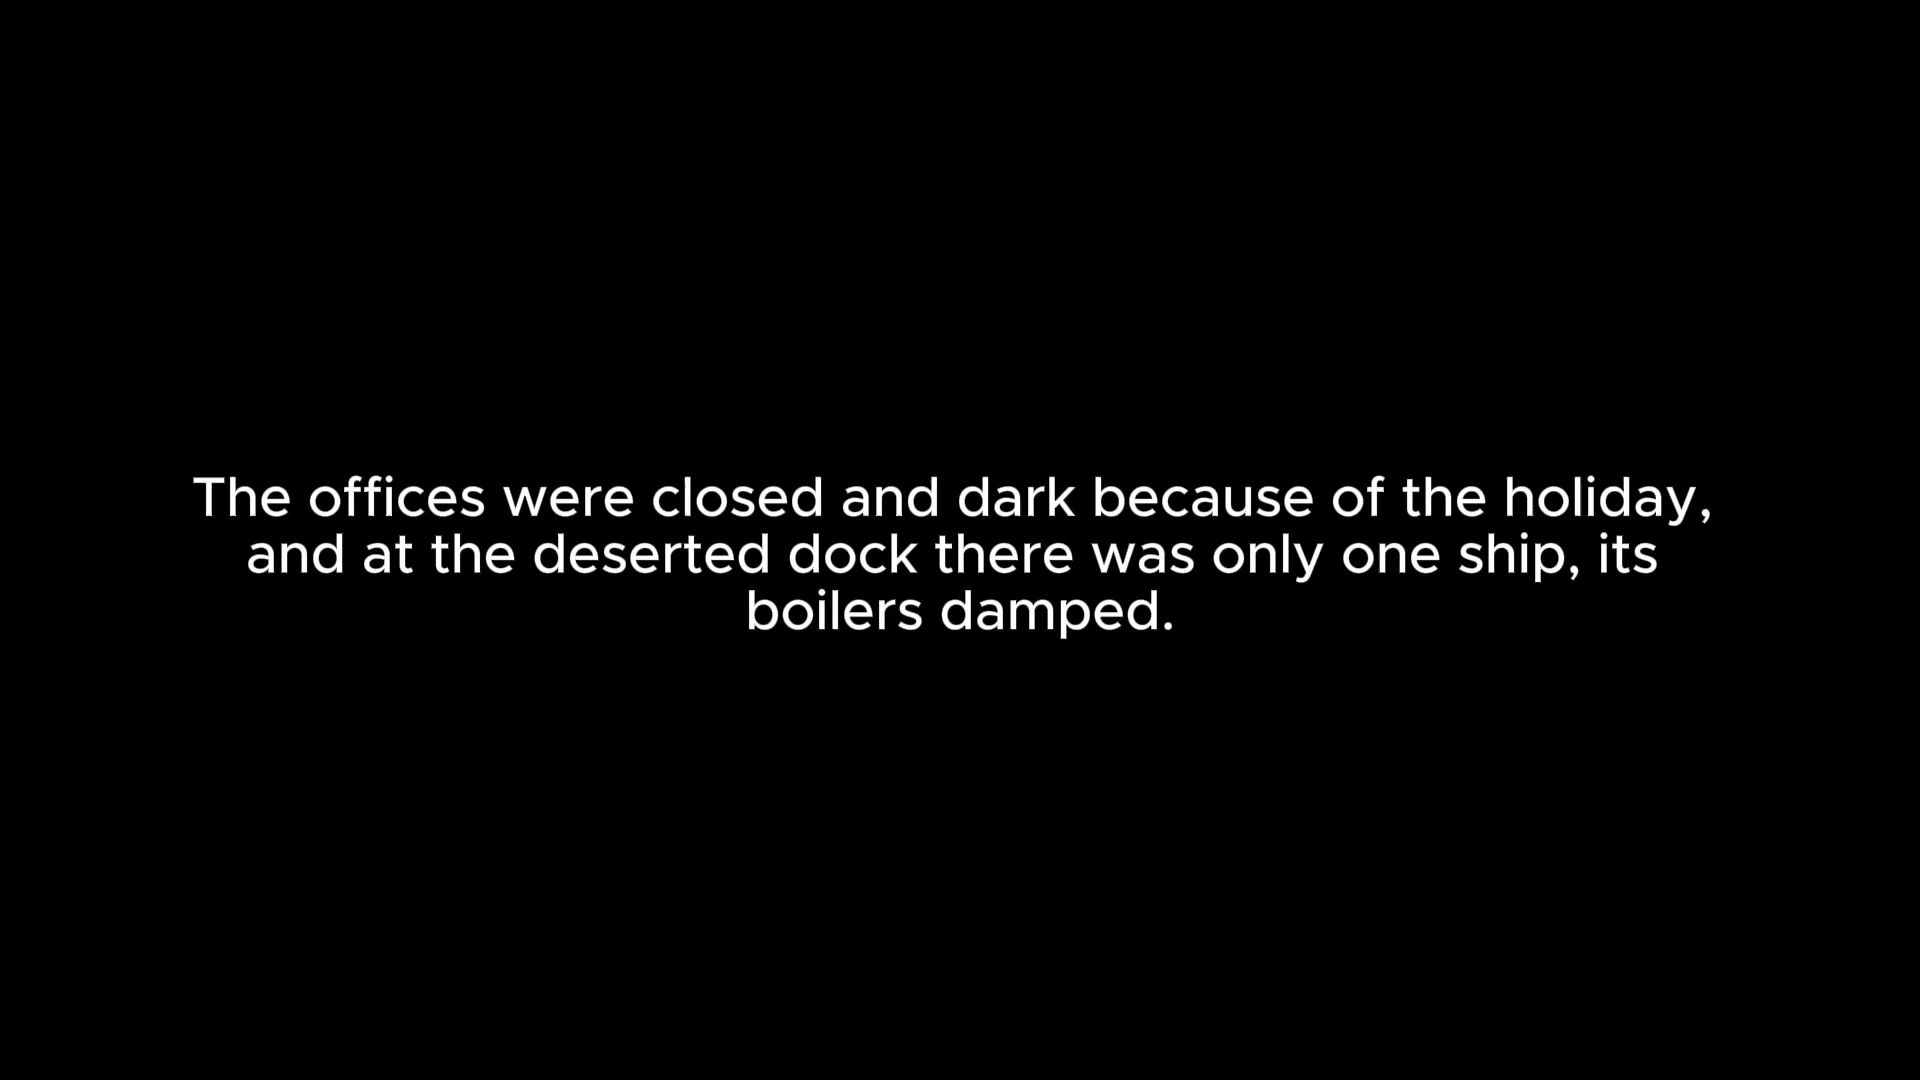 The offices were closed and dark because of the holiday,
and at the deserted dock there was only one ship, its
boilers damped.